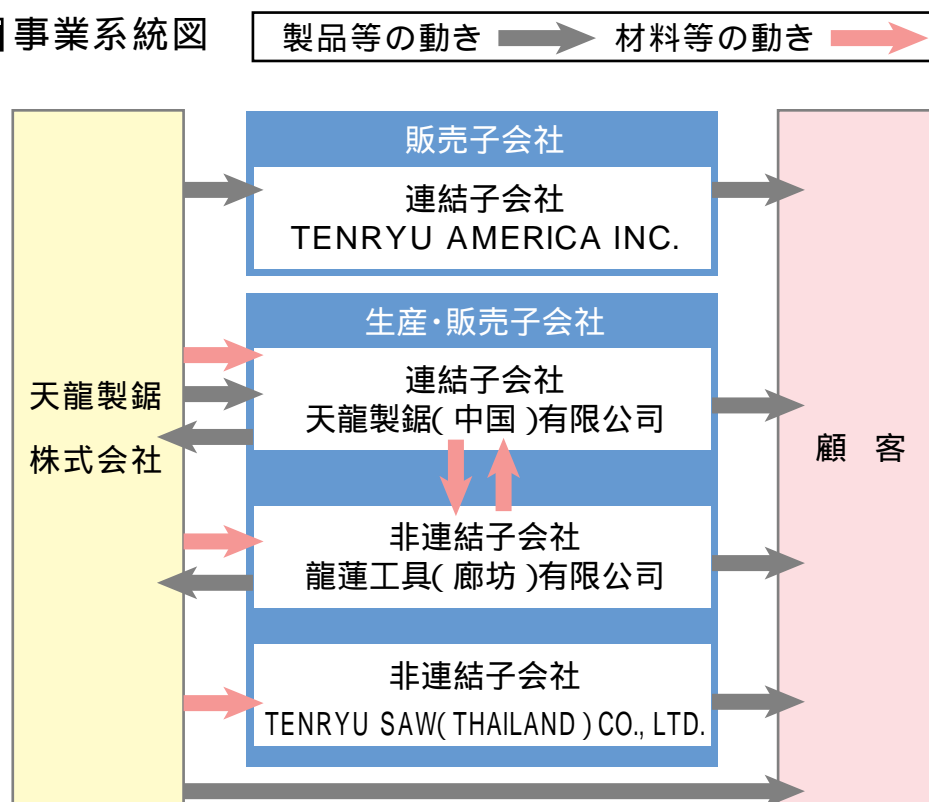 事業系統図
製品等の動き
材料等の動き
販売子会社
連結子会社
TENRYU AMERICA INC.
生産・販売子会社
連結子会社
天龍製鋸(中国)有限公司
非連結子会社
龍蓮工具(廊坊)有限公司
非連結子会社
TENRYU SAW(THAILAND)CO., LTD.
天龍製鋸
株式会社
顧 客